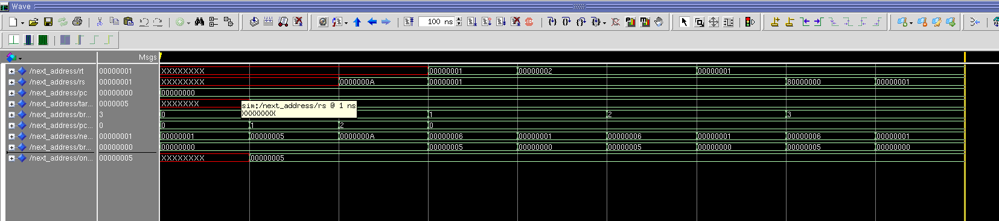 Wave
100 ns
Msgs
/next_address/rt 00000001 XXXXXXXX 00000001 00000002 00000001
/next_address/rs 00000001 XXXXXXXX 0000000A 00000001 80000000 00000001
/next_address/pc 00000000 00000000
/next_address/tar... 0000005 XXXXXXX
sim:/next_address/rs @ 1 ns
XXXXXXXX
/next_address/br... 3 0 1 2 3
/next_address/pc... 0 0 1 2 0
/next_address/ne... 00000001 00000001 00000005 0000000A 00000006 00000001 00000006 00000001 00000006 00000001
/next_address/br... 00000000 00000000 00000005 00000000 00000005 00000000 00000005 00000000
/next_address/on... 00000005 XXXXXXXX 00000005